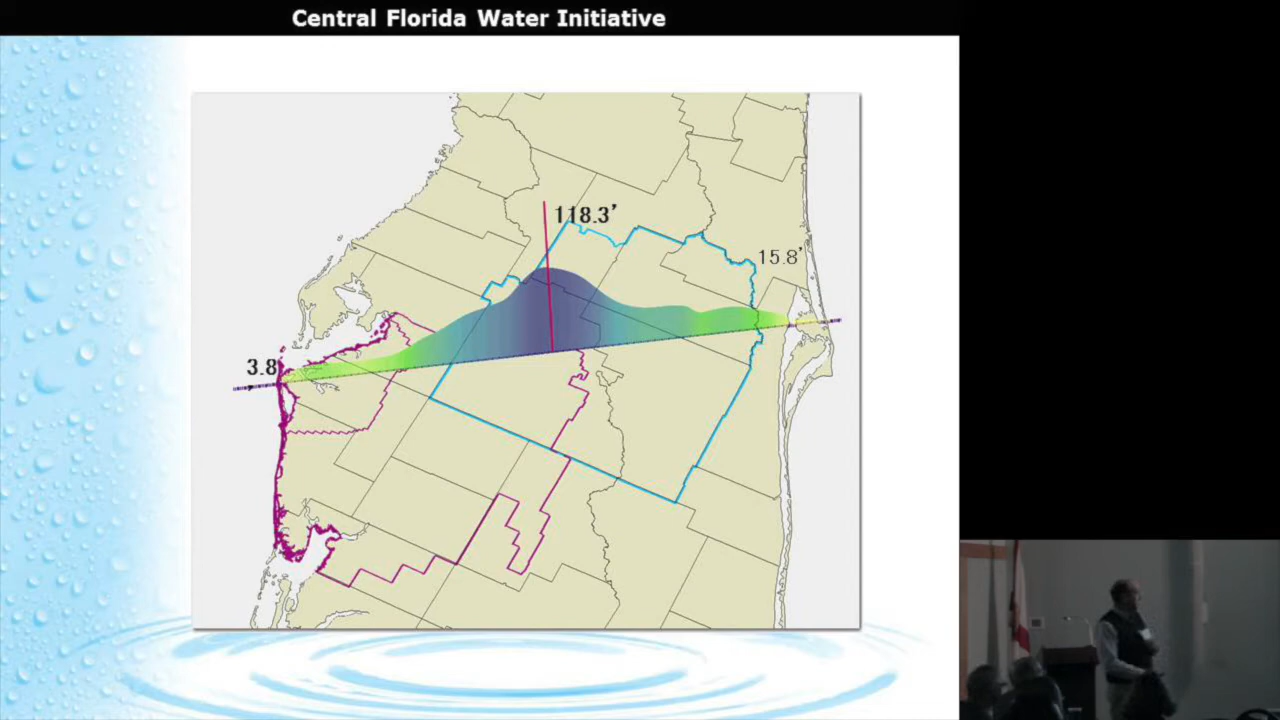 Central Florida Water Initiative
118.3’
15.8’
3.8